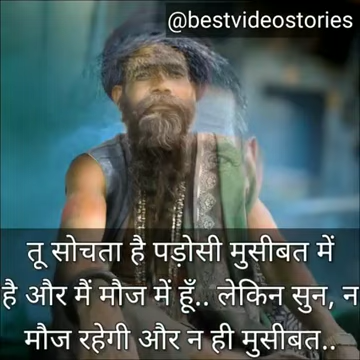 @bestvideostories
तू सोचता है पड़ोसी मुसीबत में
है और मैं मौज में हूँ.. लेकिन सुन, न
मौज रहेगी और न ही मुसीबत..